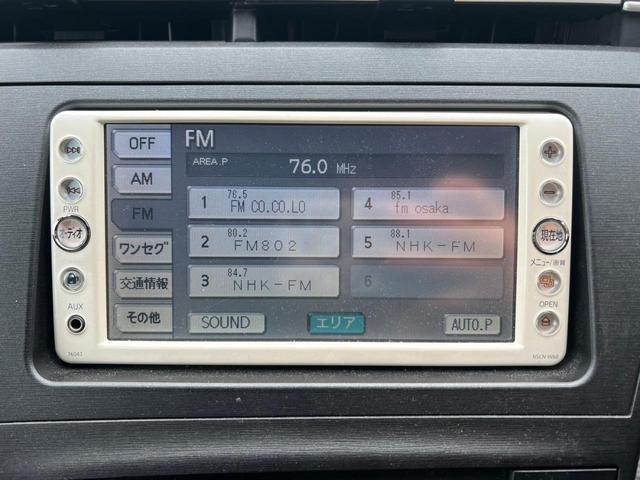 OFF
FM
AM
AREA.P
76.0 MHz
FM
PWR
オーディオ
ワンセグ
交通情報
その他
AUX
76.5
1 FM CO.CO.LO
85.1
4 fm osaka
80.2
2 FM802
88.1
5 NHK-FM
84.7
3 NHK-FM
6
SOUND
エリア
AUTO.P
現在地
メニュー/画質
OPEN
76043
NSCN-W60